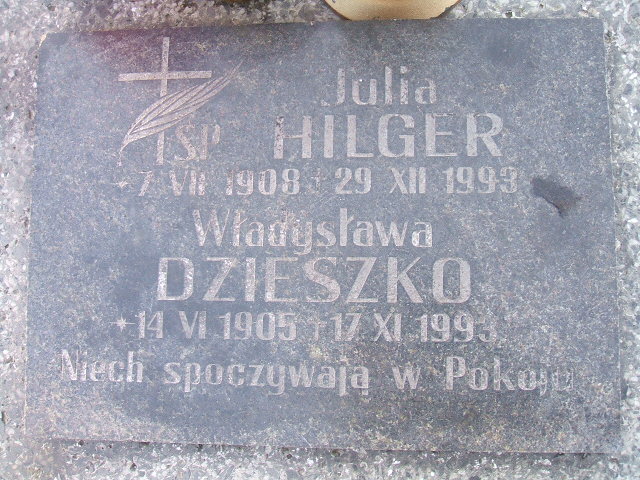 Julia
ŚP HILGER
*7 VII 1908 +29 XII 1993
Władysława
DZIESZKO
*14 VI 1905 +17 XI 1993
Niech spoczywają w Pokoju